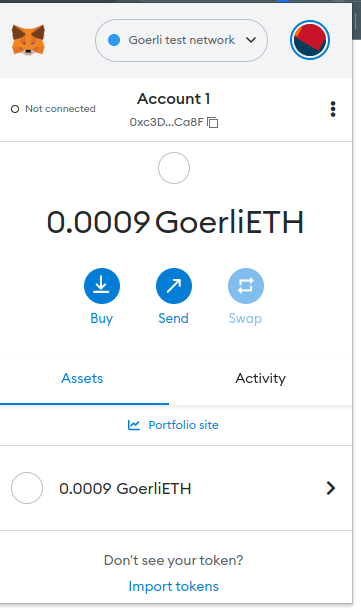 Goerli test network
Not connected
Account 1
0xc3D...Ca8F
0.0009 GoerliETH
Buy
Send
Swap
Assets
Activity
Portfolio site
0.0009 GoerliETH
Don't see your token?
Import tokens